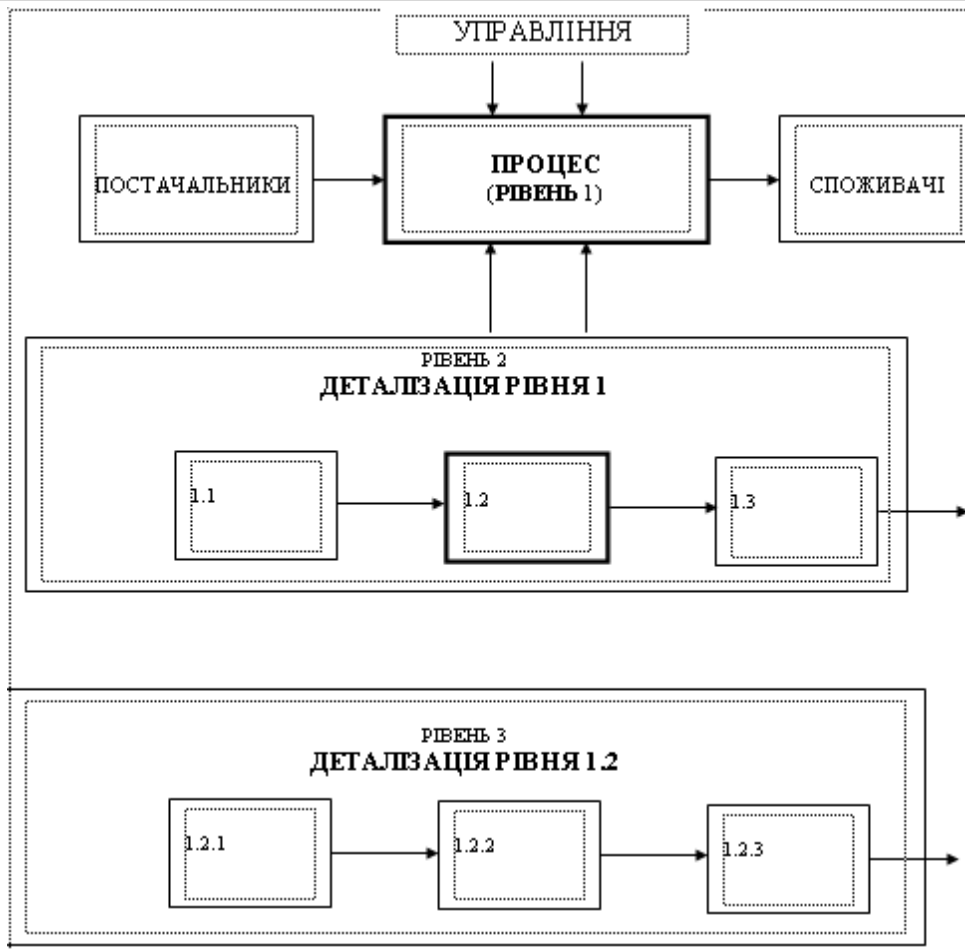 УПРАВЛІННЯ
ПОСТАЧАЛЬНИКИ
ПРОЦЕС
(РІВЕНЬ 1)
СПОЖИВАЧІ
РІВЕНЬ 2
ДЕТАЛІЗАЦІЯ РІВНЯ 1
1.1
1.2
1.3
РІВЕНЬ 3
ДЕТАЛІЗАЦІЯ РІВНЯ 1.2
1.2.1
1.2.2
1.2.3